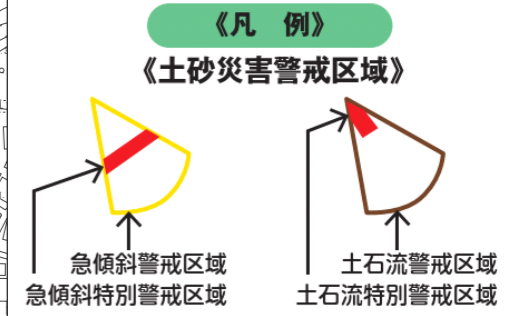 《凡　例》
《土砂災害警戒区域》
急傾斜警戒区域
急傾斜特別警戒区域
土石流警戒区域
土石流特別警戒区域